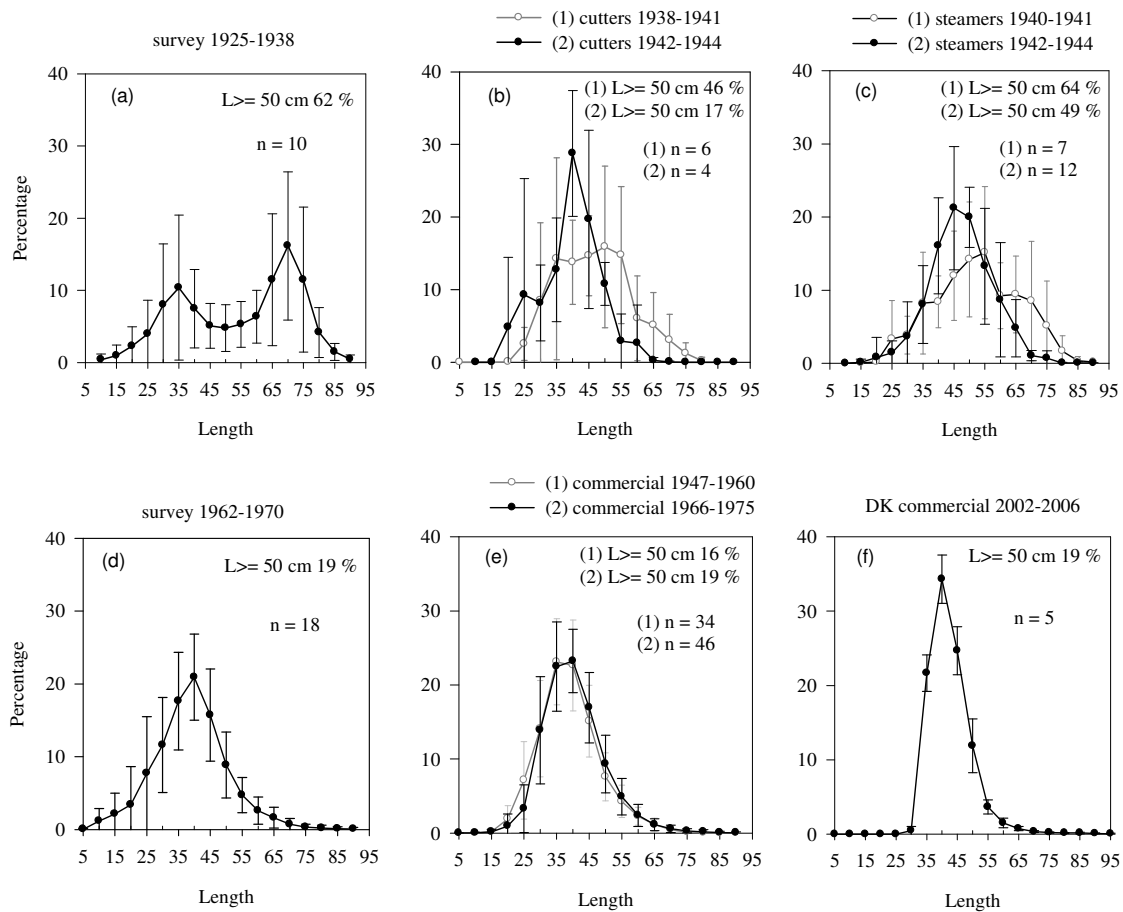 survey 1925-1938
(a)
L>= 50 cm 62 %
n = 10
40
30
20
10
0
Percentage
5 15 25 35 45 55 65 75 85 95
Length
(1) cutters 1938-1941
(2) cutters 1942-1944
(b)
(1) L>= 50 cm 46 %
(2) L>= 50 cm 17 %
(1) n = 6
(2) n = 4
40
30
20
10
0
5 15 25 35 45 55 65 75 85 95
Length
(1) steamers 1940-1941
(2) steamers 1942-1944
(c)
(1) L>= 50 cm 64 %
(2) L>= 50 cm 49 %
(1) n = 7
(2) n = 12
40
30
20
10
0
5 15 25 35 45 55 65 75 85 95
Length
survey 1962-1970
(d)
L>= 50 cm 19 %
n = 18
40
30
20
10
0
Percentage
5 15 25 35 45 55 65 75 85 95
Length
(1) commercial 1947-1960
(2) commercial 1966-1975
(e)
(1) L>= 50 cm 16 %
(2) L>= 50 cm 19 %
(1) n = 34
(2) n = 46
40
30
20
10
0
5 15 25 35 45 55 65 75 85 95
Length
DK commercial 2002-2006
(f)
L>= 50 cm 19 %
n = 5
40
30
20
10
0
5 15 25 35 45 55 65 75 85 95
Length